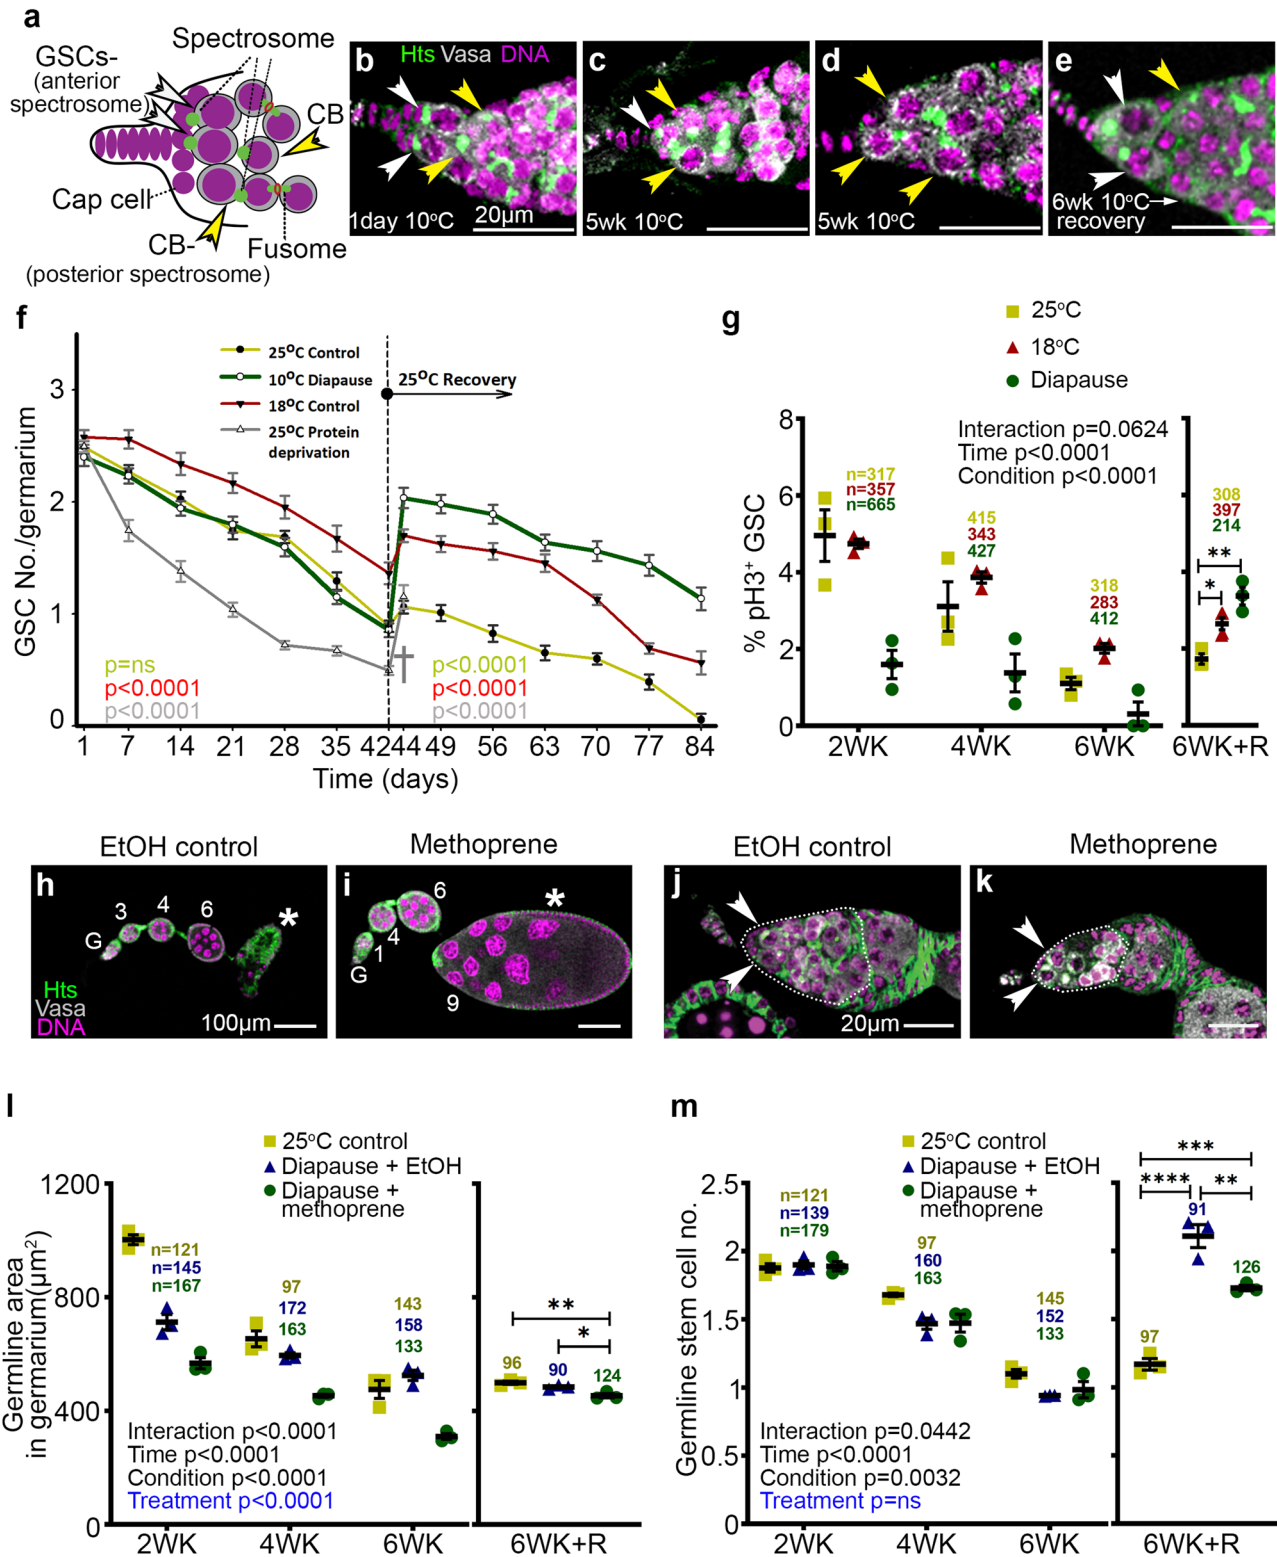 a
Spectrosome
GSCs-
(anterior
spectrosome)
CB
Cap cell
CB-
Fusome
(posterior spectrosome)
b
Hts Vasa DNA
1day 10°C
20µm
c
5wk 10°C
d
5wk 10°C
e
6wk 10°C
recovery
f
25°C Control
10°C Diapause
18°C Control
25°C Protein
deprivation
25°C Recovery
GSC No./germarium
3
2
1
0
p=ns
p<0.0001
p<0.0001
†
p<0.0001
p<0.0001
p<0.0001
1 7 14 21 28 35 42 44 49 56 63 70 77 84
Time (days)
g
25°C
18°C
Diapause
% pH3+ GSC
8
6
4
2
0
Interaction p=0.0624
Time p<0.0001
Condition p<0.0001
n=317
n=357
n=665
415
343
427
318
283
412
308
397
214
**
*
2WK 4WK 6WK 6WK+R
EtOH control
h
G
3
4
6
*
Hts
Vasa
DNA
100µm
Methoprene
i
G
1
4
6
9
*
EtOH control
j
20µm
Methoprene
k
l
25°C control
Diapause + EtOH
Diapause +
methoprene
Germline area
in germarium(µm2)
1200
800
400
0
n=121
n=145
n=167
97
172
163
143
158
133
**
*
96
90
124
Interaction p<0.0001
Time p<0.0001
Condition p<0.0001
Treatment p<0.0001
2WK 4WK 6WK 6WK+R
m
25°C control
Diapause + EtOH
Diapause +
methoprene
Germline stem cell no.
2.5
2
1.5
1
0.5
0
n=121
n=139
n=179
97
160
163
145
152
133
***
****
**
91
126
97
Interaction p=0.0442
Time p<0.0001
Condition p=0.0032
Treatment p=ns
2WK 4WK 6WK 6WK+R